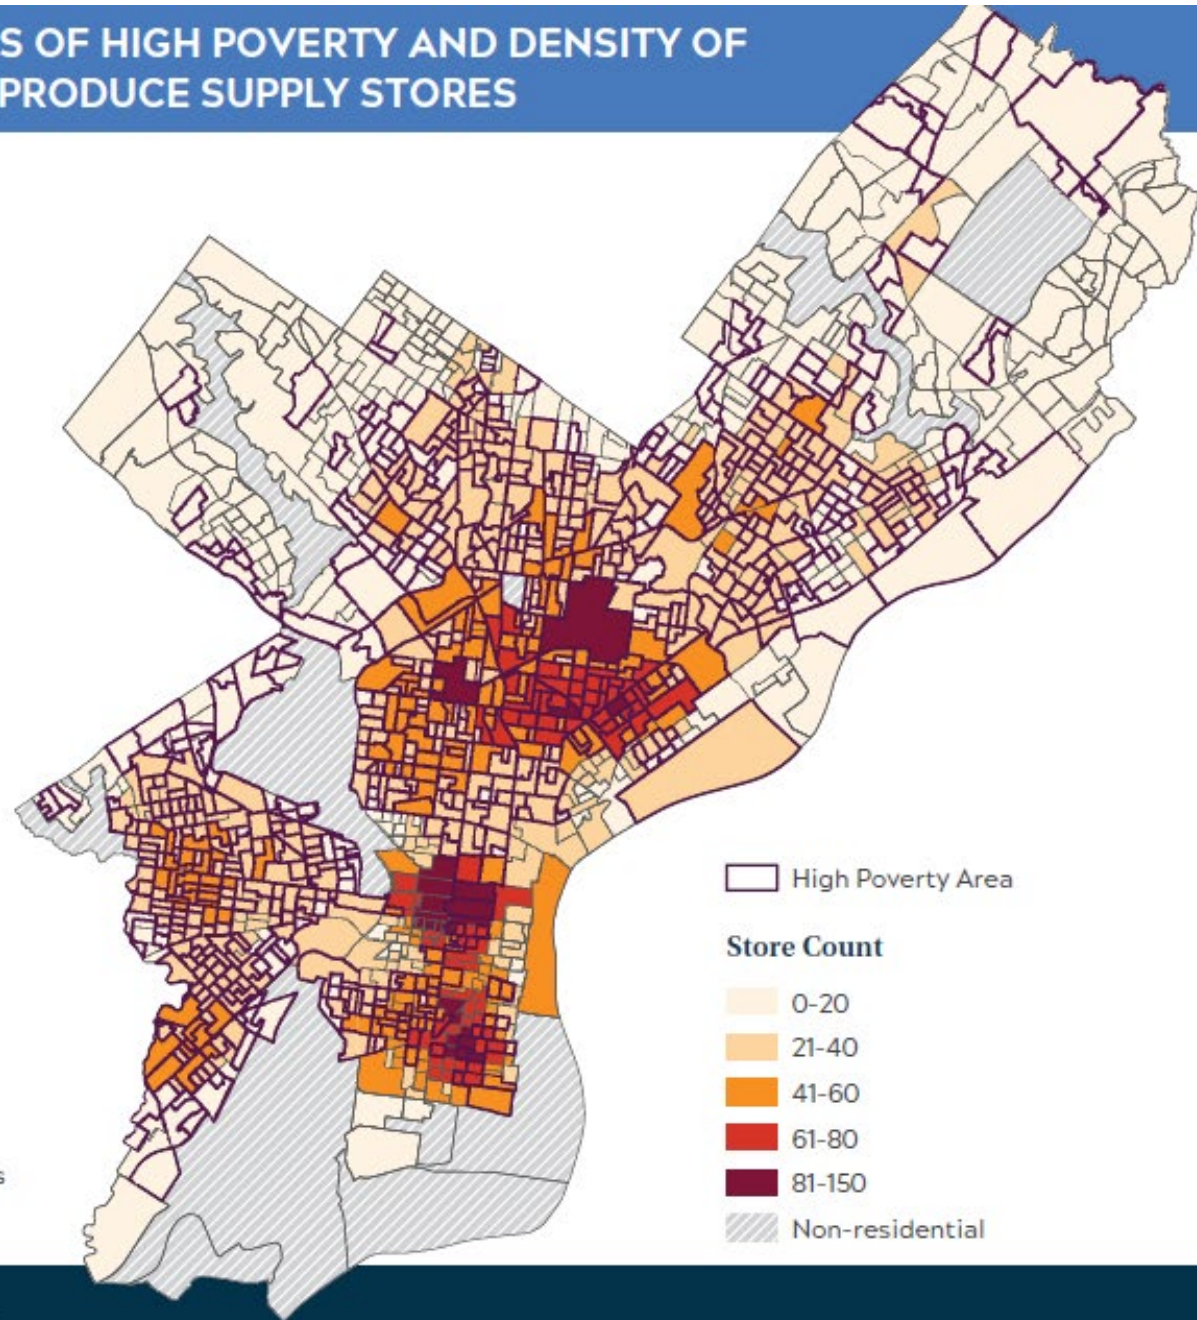 S OF HIGH POVERTY AND DENSITY OF
PRODUCE SUPPLY STORES
High Poverty Area
Store Count
0-20
21-40
41-60
61-80
81-150
Non-residential
s